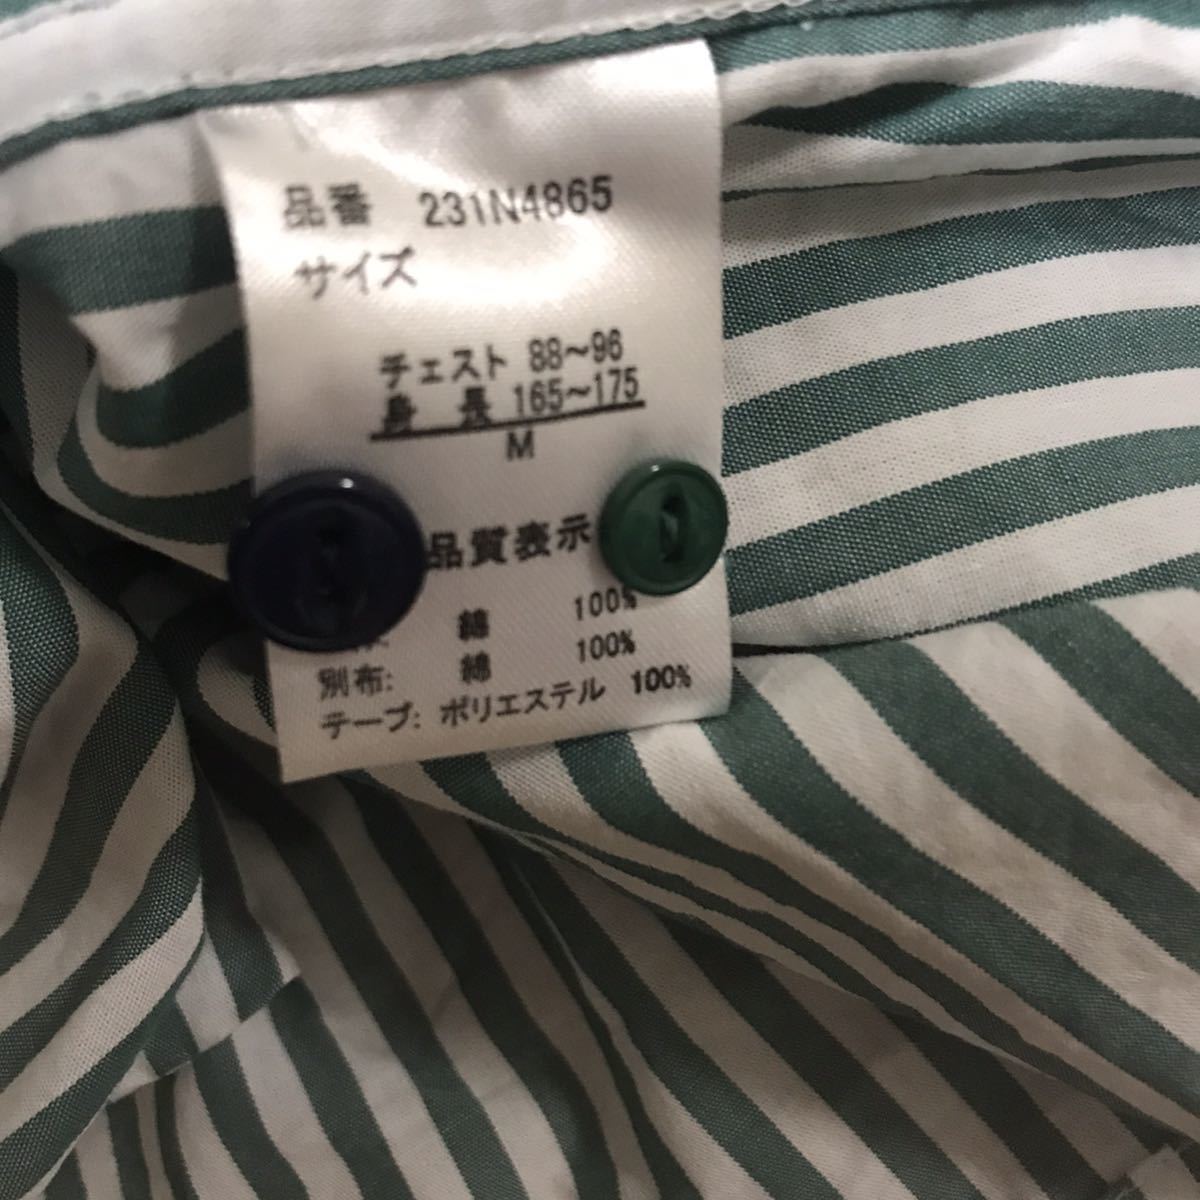 品番 231N4865
サイズ
チェスト 88～96
身長 165～175
M
品質表示
綿 100%
別布: 綿 100%
テープ: ポリエステル 100%